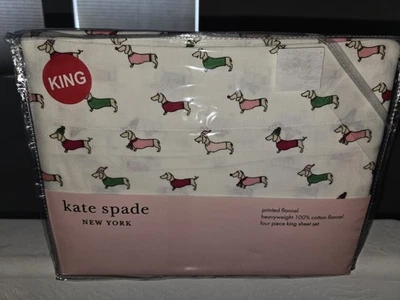 KING
kate spade
NEW YORK
printed flannel
heavyweight 100% cotton flannel
four piece king sheet set